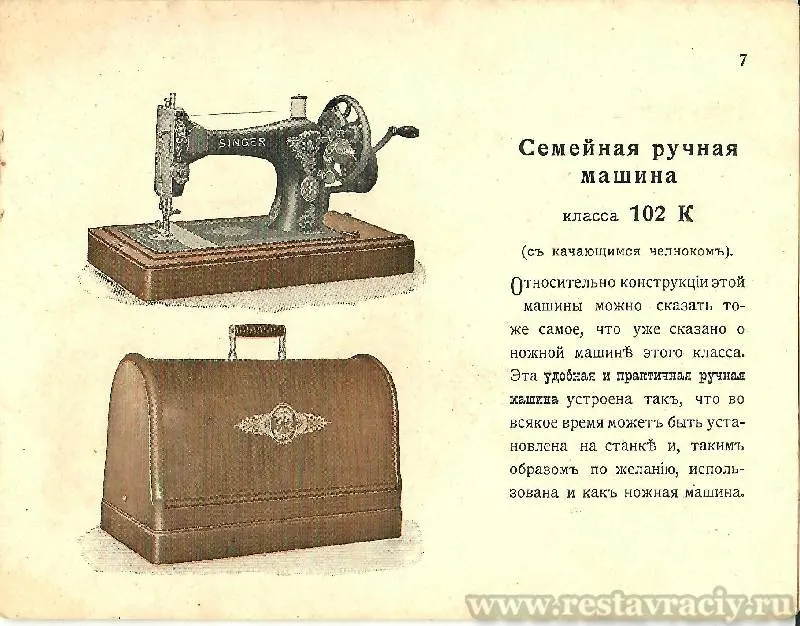 7
SINGER
Семейная ручная
машина
класса 102 К
(съ качающимся челнокомъ).
Относительно конструкціи этой
машины можно сказать то-
же самое, что уже сказано о
ножной машинѣ этого класса.
Эта удобная и практичная ручная
машина устроена такъ, что во
всякое время можетъ быть уста-
новлена на станкѣ и, такимъ
образомъ по желанію, исполь-
зована и какъ ножная машина.
www.restavraciy.ru